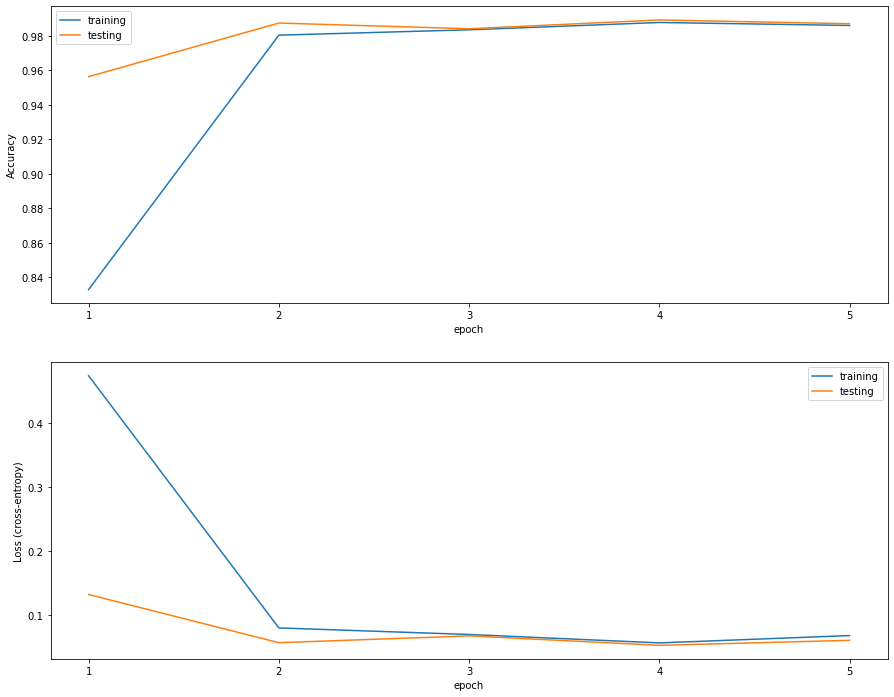 training
testing
0.98
0.96
0.94
0.92
0.90
0.88
0.86
0.84
Accuracy
1 2 3 4 5
epoch
training
testing
0.4
0.3
0.2
0.1
Loss (cross-entropy)
1 2 3 4 5
epoch